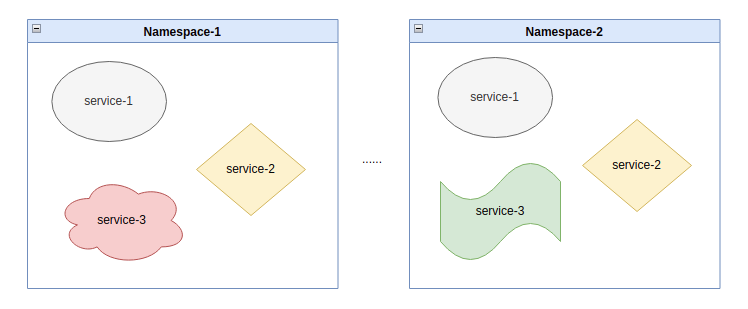 Namespace-1
service-1
service-2
service-3
......
Namespace-2
service-1
service-2
service-3